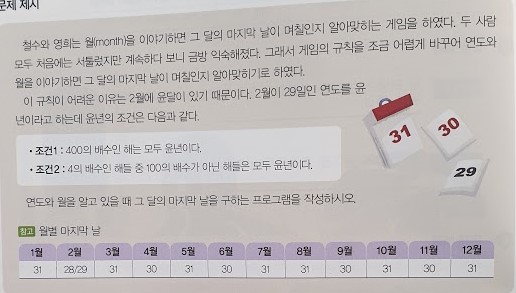 문제 제시
철수와 영희는 월(month)을 이야기하면 그 달의 마지막 날이 며칠인지 알아맞히는 게임을 하였다. 두 사람
모두 처음에는 서툴렀지만 계속하다 보니 금방 익숙해졌다. 그래서 게임의 규칙을 조금 어렵게 바꾸어 연도와
월을 이야기하면 그 달의 마지막 날이 며칠인지 알아맞히기로 하였다.
이 규칙이 어려운 이유는 2월에 윤달이 있기 때문이다. 2월이 29일인 연도를 윤
년이라고 하는데 윤년의 조건은 다음과 같다.
• 조건1 : 400의 배수인 해는 모두 윤년이다.
• 조건2 : 4의 배수인 해들 중 100의 배수가 아닌 해들은 모두 윤년이다.
31
30
29
연도와 월을 알고 있을 때 그 달의 마지막 날을 구하는 프로그램을 작성하시오.
참고 월별 마지막 날
1월 2월 3월 4월 5월 6월 7월 8월 9월 10월 11월 12월
31 28/29 31 30 31 30 31 31 30 31 30 31